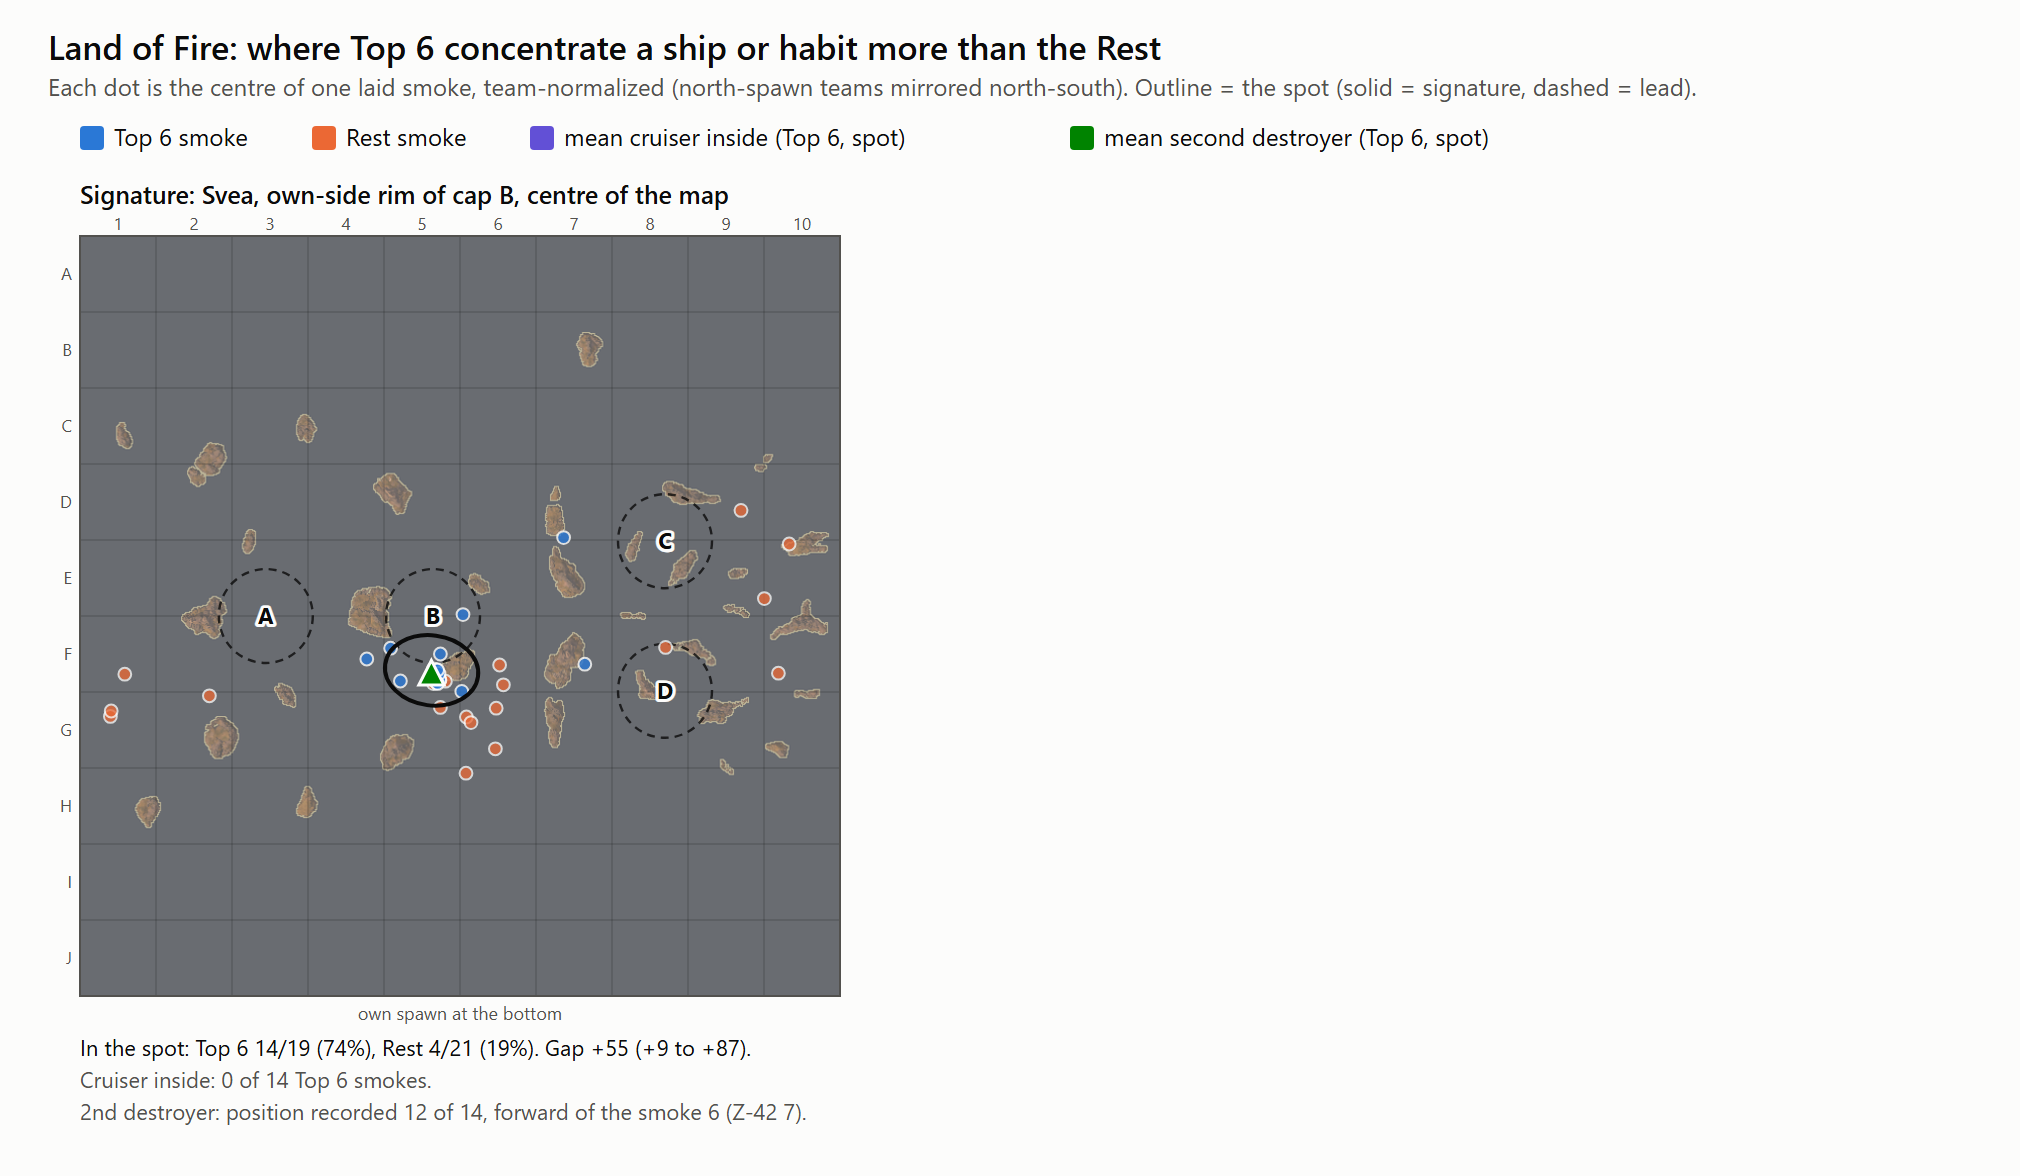 Land of Fire: where Top 6 concentrate a ship or habit more than the Rest
Each dot is the centre of one laid smoke, team-normalized (north-spawn teams mirrored north-south). Outline = the spot (solid = signature, dashed = lead).
Top 6 smoke Rest smoke mean cruiser inside (Top 6, spot) mean second destroyer (Top 6, spot)
Signature: Svea, own-side rim of cap B, centre of the map
1 2 3 4 5 6 7 8 9 10
A
B
C
D
C
E
A B
F
D
G
H
I
J
own spawn at the bottom
In the spot: Top 6 14/19 (74%), Rest 4/21 (19%). Gap +55 (+9 to +87).
Cruiser inside: 0 of 14 Top 6 smokes.
2nd destroyer: position recorded 12 of 14, forward of the smoke 6 (Z-42 7).